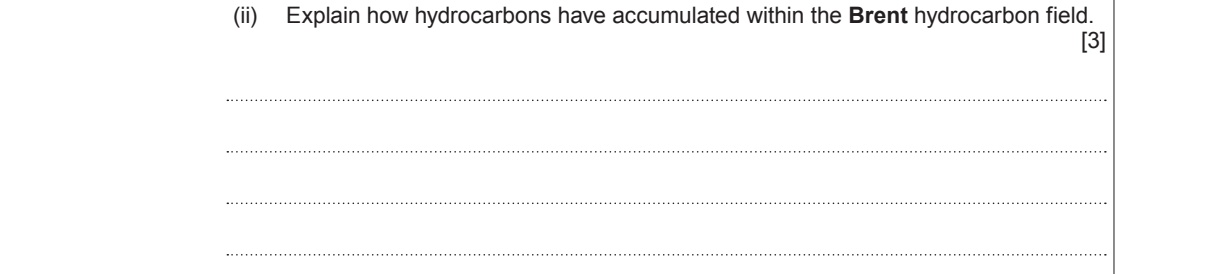 (ii) Explain how hydrocarbons have accumulated within the Brent hydrocarbon field.
[3]